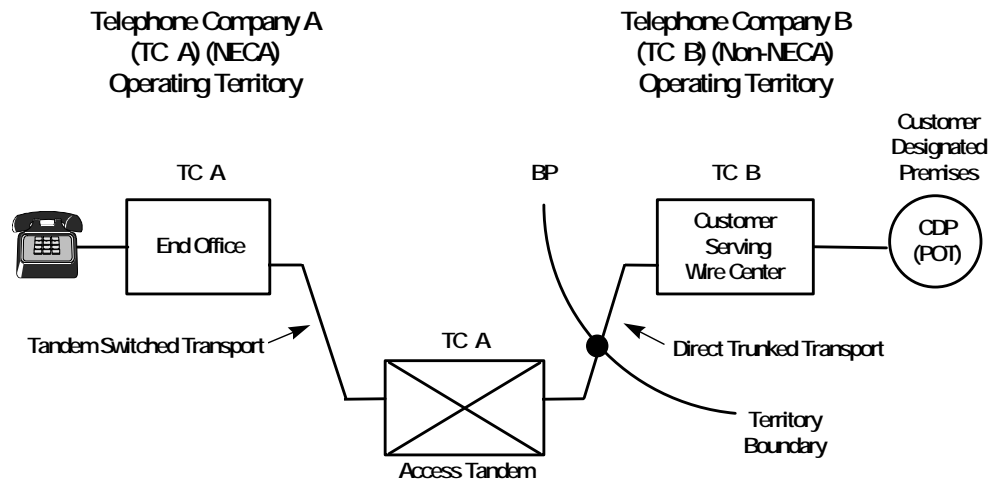 Telephone Company A
(TC A) (NECA)
Operating Territory
Telephone Company B
(TC B) (Non-NECA)
Operating Territory
Customer
Designated
Premises
TC A
BP
TC B
End Office
Customer
Serving
Wire Center
CDP
(POT)
Tandem Switched Transport
TC A
Direct Trunked Transport
Territory
Boundary
Access Tandem